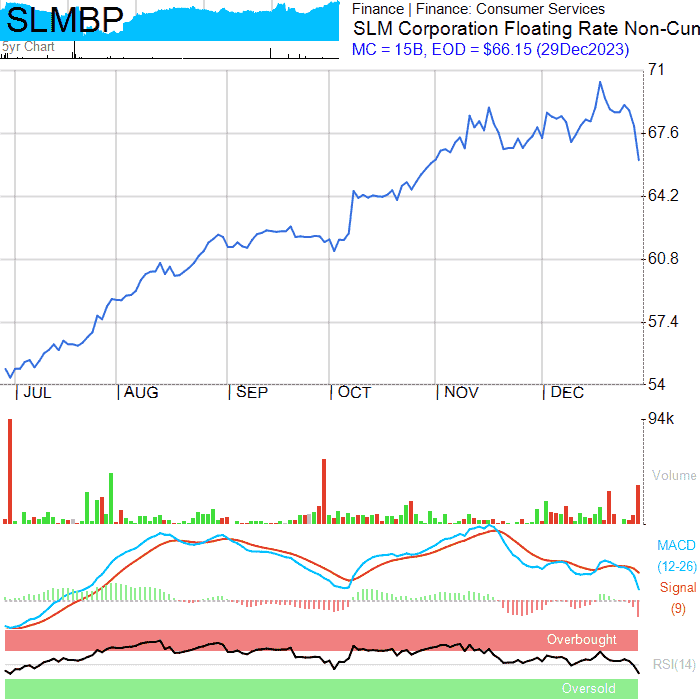 SLMBP
5yr Chart
Finance | Finance: Consumer Services
SLM Corporation Floating Rate Non-Cun
MC = 15B, EOD = $66.15 (29Dec2023)
71
67.6
64.2
60.8
57.4
54
JUL
AUG
SEP
OCT
NOV
DEC
94k
Volume
MACD
(12-26)
Signal
(9)
Overbought
RSI(14)
Oversold